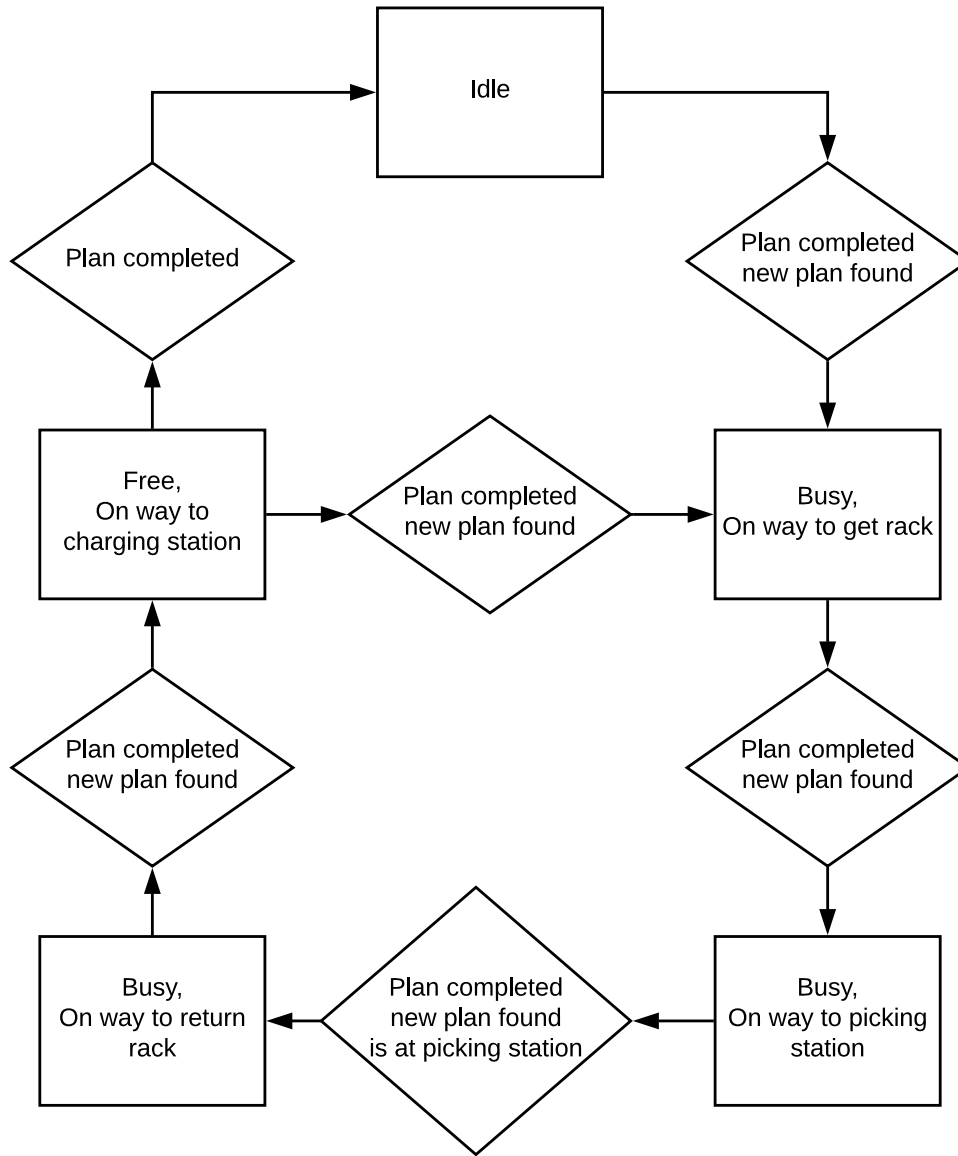 Idle
Plan completed
Plan completed
new plan found
Free,
On way to
charging station
Plan completed
new plan found
Busy,
On way to get rack
Plan completed
new plan found
Plan completed
new plan found
Busy,
On way to return
rack
Plan completed
new plan found
is at picking station
Busy,
On way to picking
station